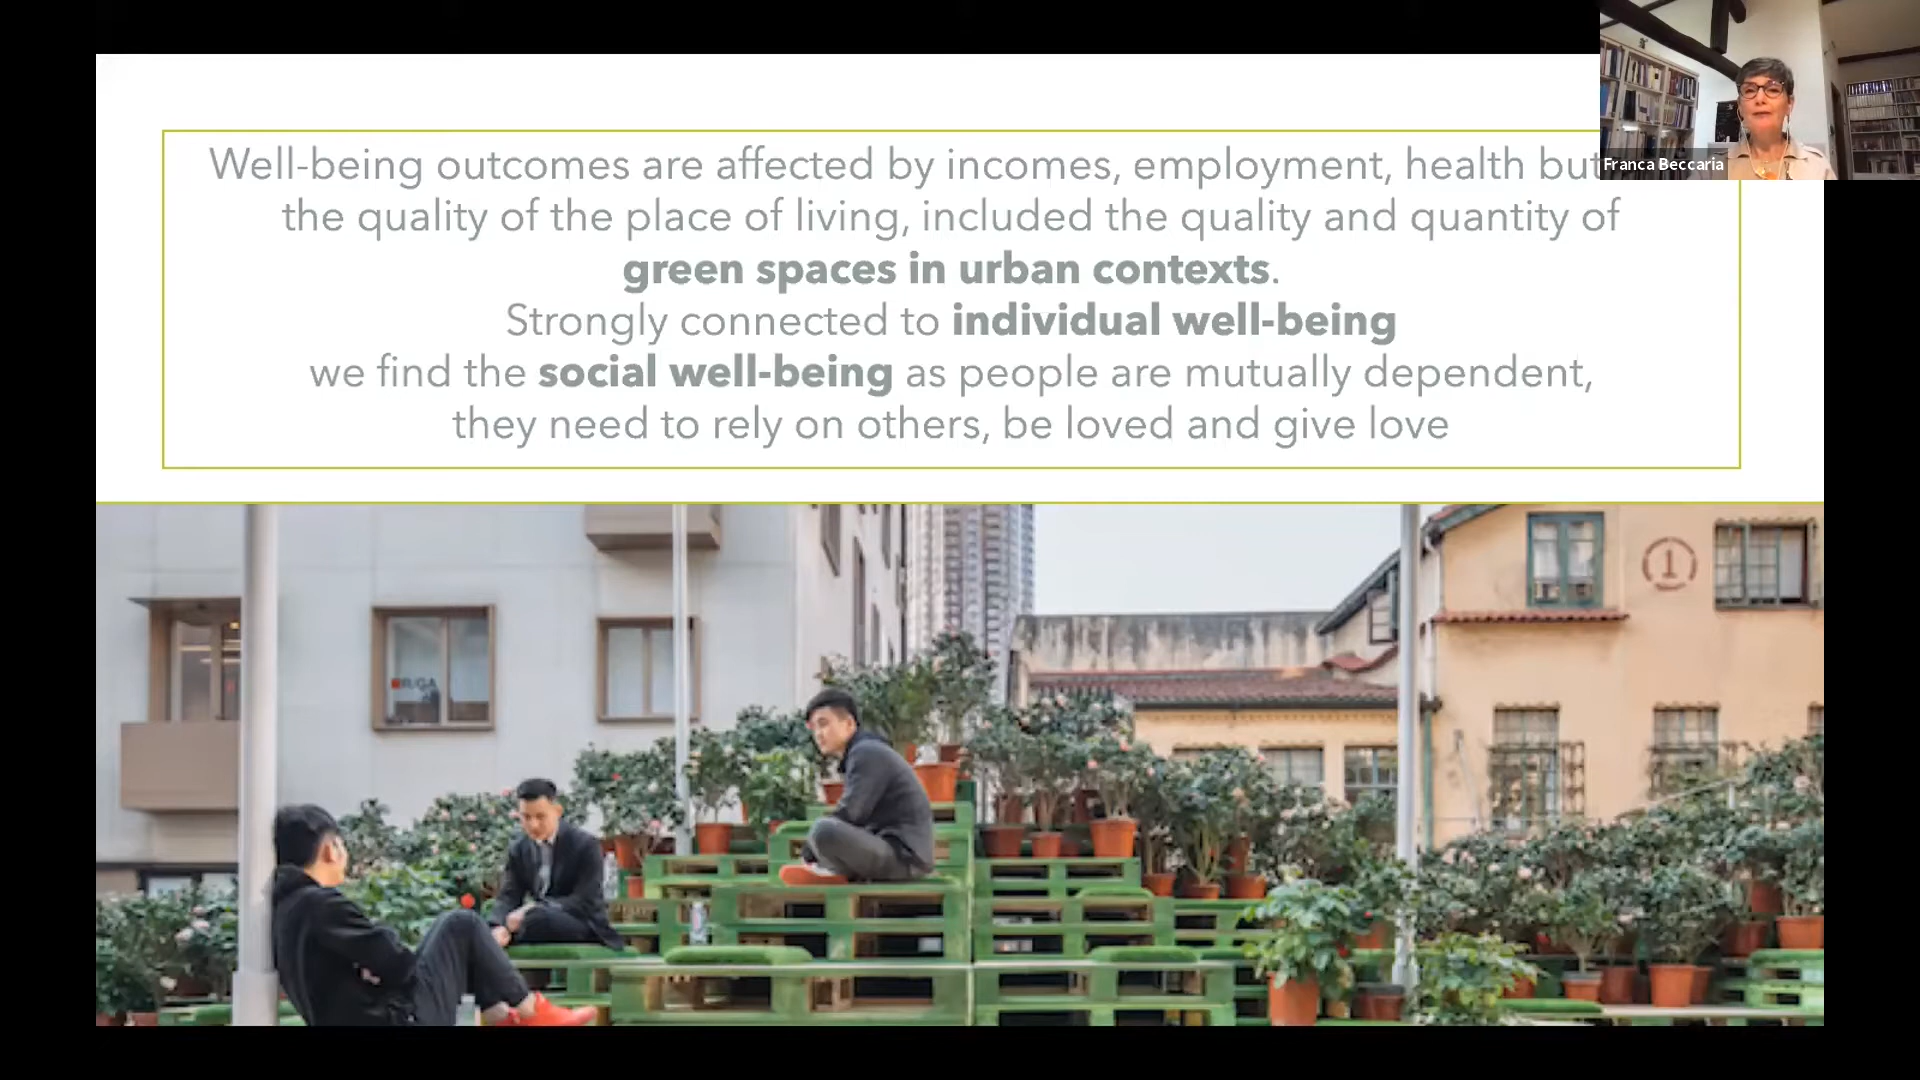 Well-being outcomes are affected by incomes, employment, health but
the quality of the place of living, included the quality and quantity of
green spaces in urban contexts.
Strongly connected to individual well-being
we find the social well-being as people are mutually dependent,
they need to rely on others, be loved and give love
Franca Beccaria
R/GA
1